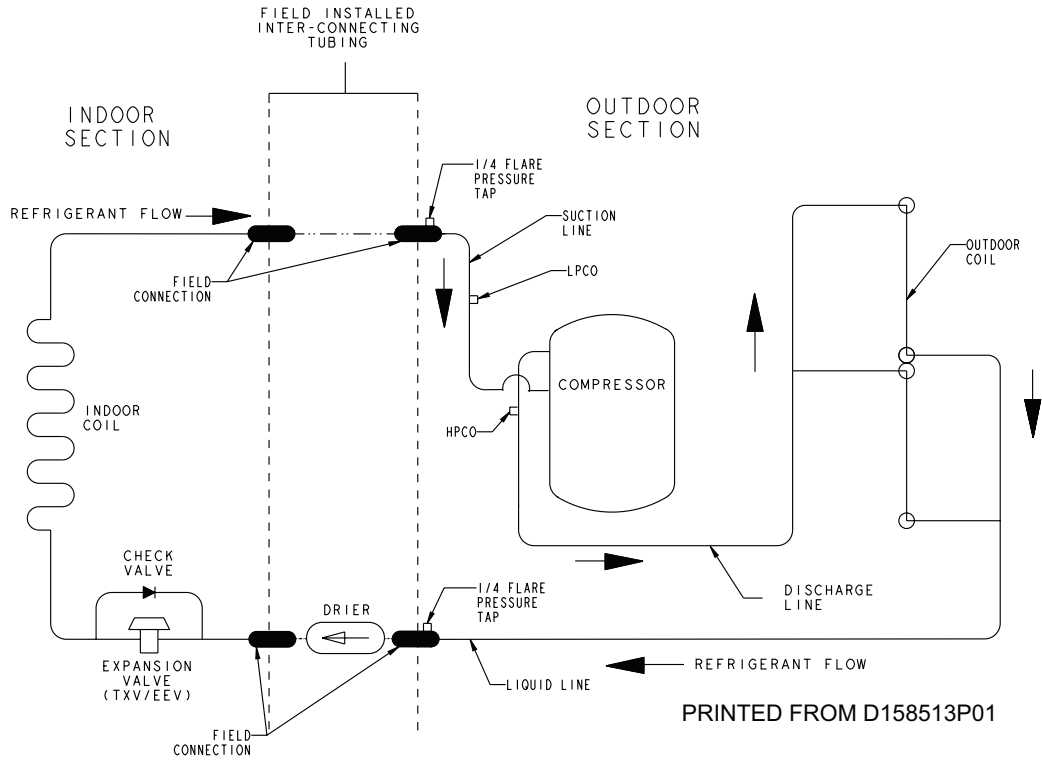 FIELD INSTALLED
INTER-CONNECTING
TUBING
INDOOR
SECTION
OUTDOOR
SECTION
1/4 FLARE
PRESSURE
TAP
REFRIGERANT FLOW
SUCTION
LINE
OUTDOOR
COIL
LPCO
FIELD
CONNECTION
COMPRESSOR
INDOOR
COIL
HPCO
CHECK
VALVE
1/4 FLARE
PRESSURE
TAP
DISCHARGE
LINE
DRIER
EXPANSION
VALVE
(TXV/EEV)
LIQUID LINE
REFRIGERANT FLOW
PRINTED FROM D158513P01
FIELD
CONNECTION